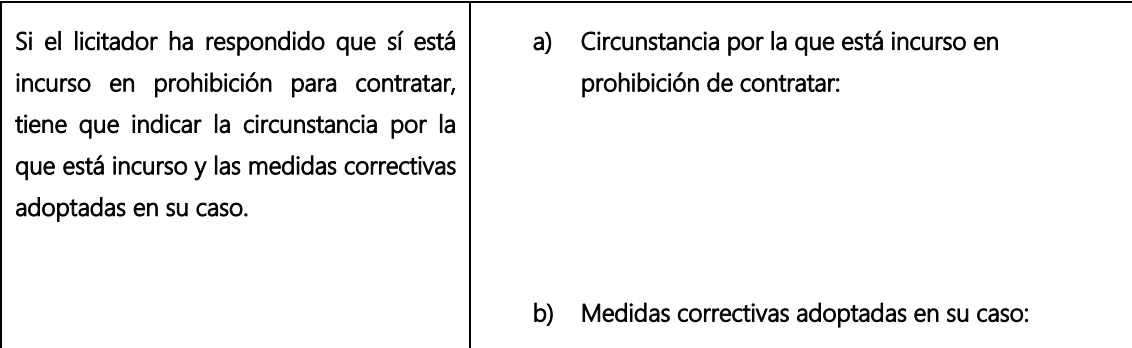 Si el licitador ha respondido que sí está
incurso en prohibición para contratar,
tiene que indicar la circunstancia por la
que está incurso y las medidas correctivas
adoptadas en su caso.
a) Circunstancia por la que está incurso en
prohibición de contratar:
b) Medidas correctivas adoptadas en su caso: